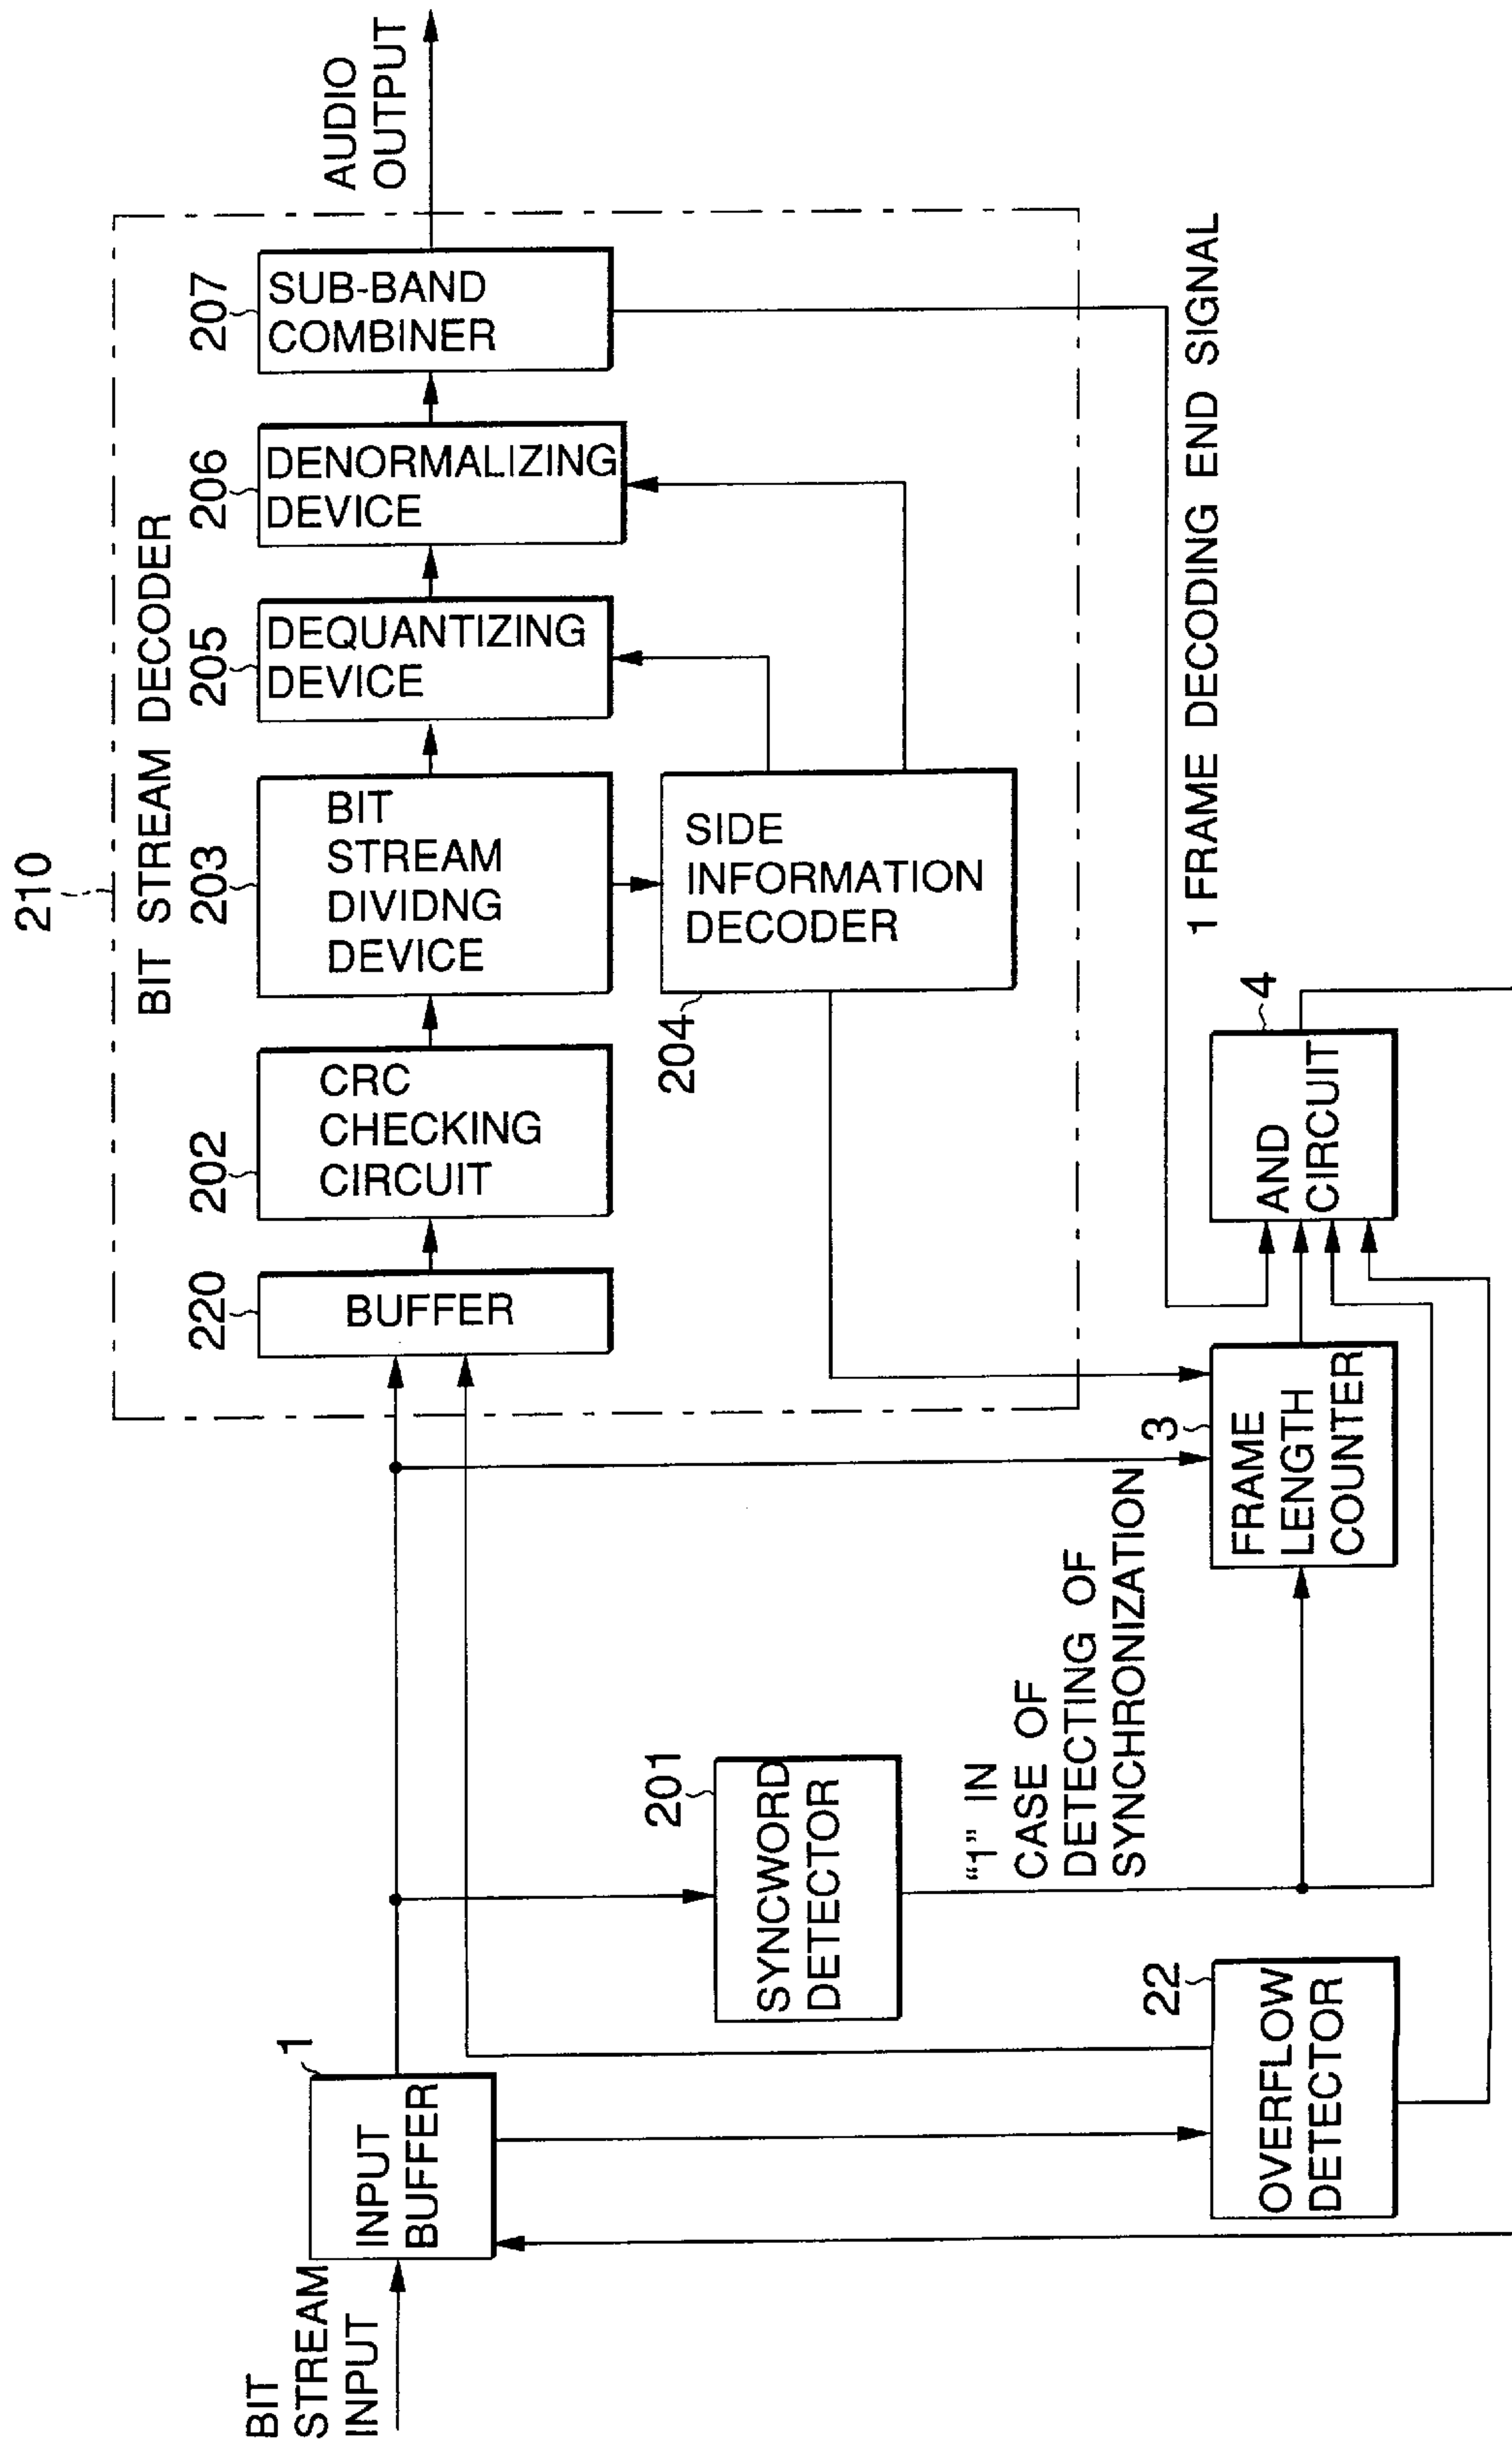 210
BIT STREAM DECODER
220
202
203
205
206
207
BUFFER
CRC
CHECKING
CIRCUIT
BIT
STREAM
DIVIDNG
DEVICE
DEQUANTIZING
DEVICE
DENORMALIZING
DEVICE
SUB-BAND
COMBINER
AUDIO
OUTPUT
BIT
STREAM
INPUT
1
INPUT
BUFFER
204
SIDE
INFORMATION
DECODER
201
SYNCWORD
DETECTOR
"1" IN
CASE OF
DETECTING OF
SYNCHRONIZATION
22
OVERFLOW
DETECTOR
3
FRAME
LENGTH
COUNTER
4
AND
CIRCUIT
1 FRAME DECODING END SIGNAL